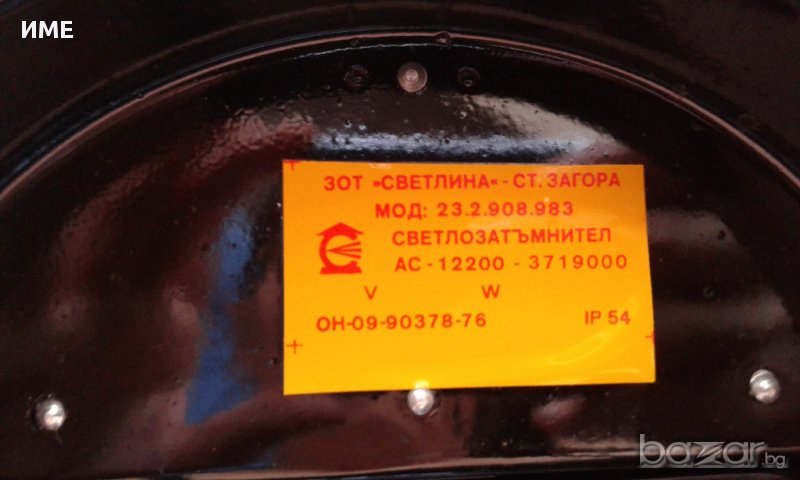 ИМЕ
ЗОТ »СВЕТЛИНА« - СТ. ЗАГОРА
МОД: 23.2.908.983
СВЕТЛОЗАТЪМНИТЕЛ
АС - 12200 - 3719000
V W
ОН-09-90378-76 IP 54
bazar.bg